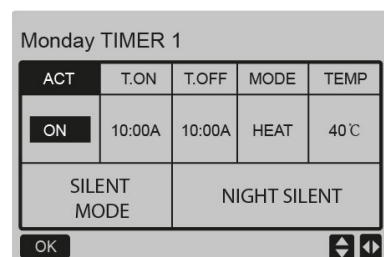 Monday TIMER 1
ACT T.ON T.OFF MODE TEMP
ON 10:00A 10:00A HEAT 40℃
SILENT
MODE
NIGHT SILENT
OK